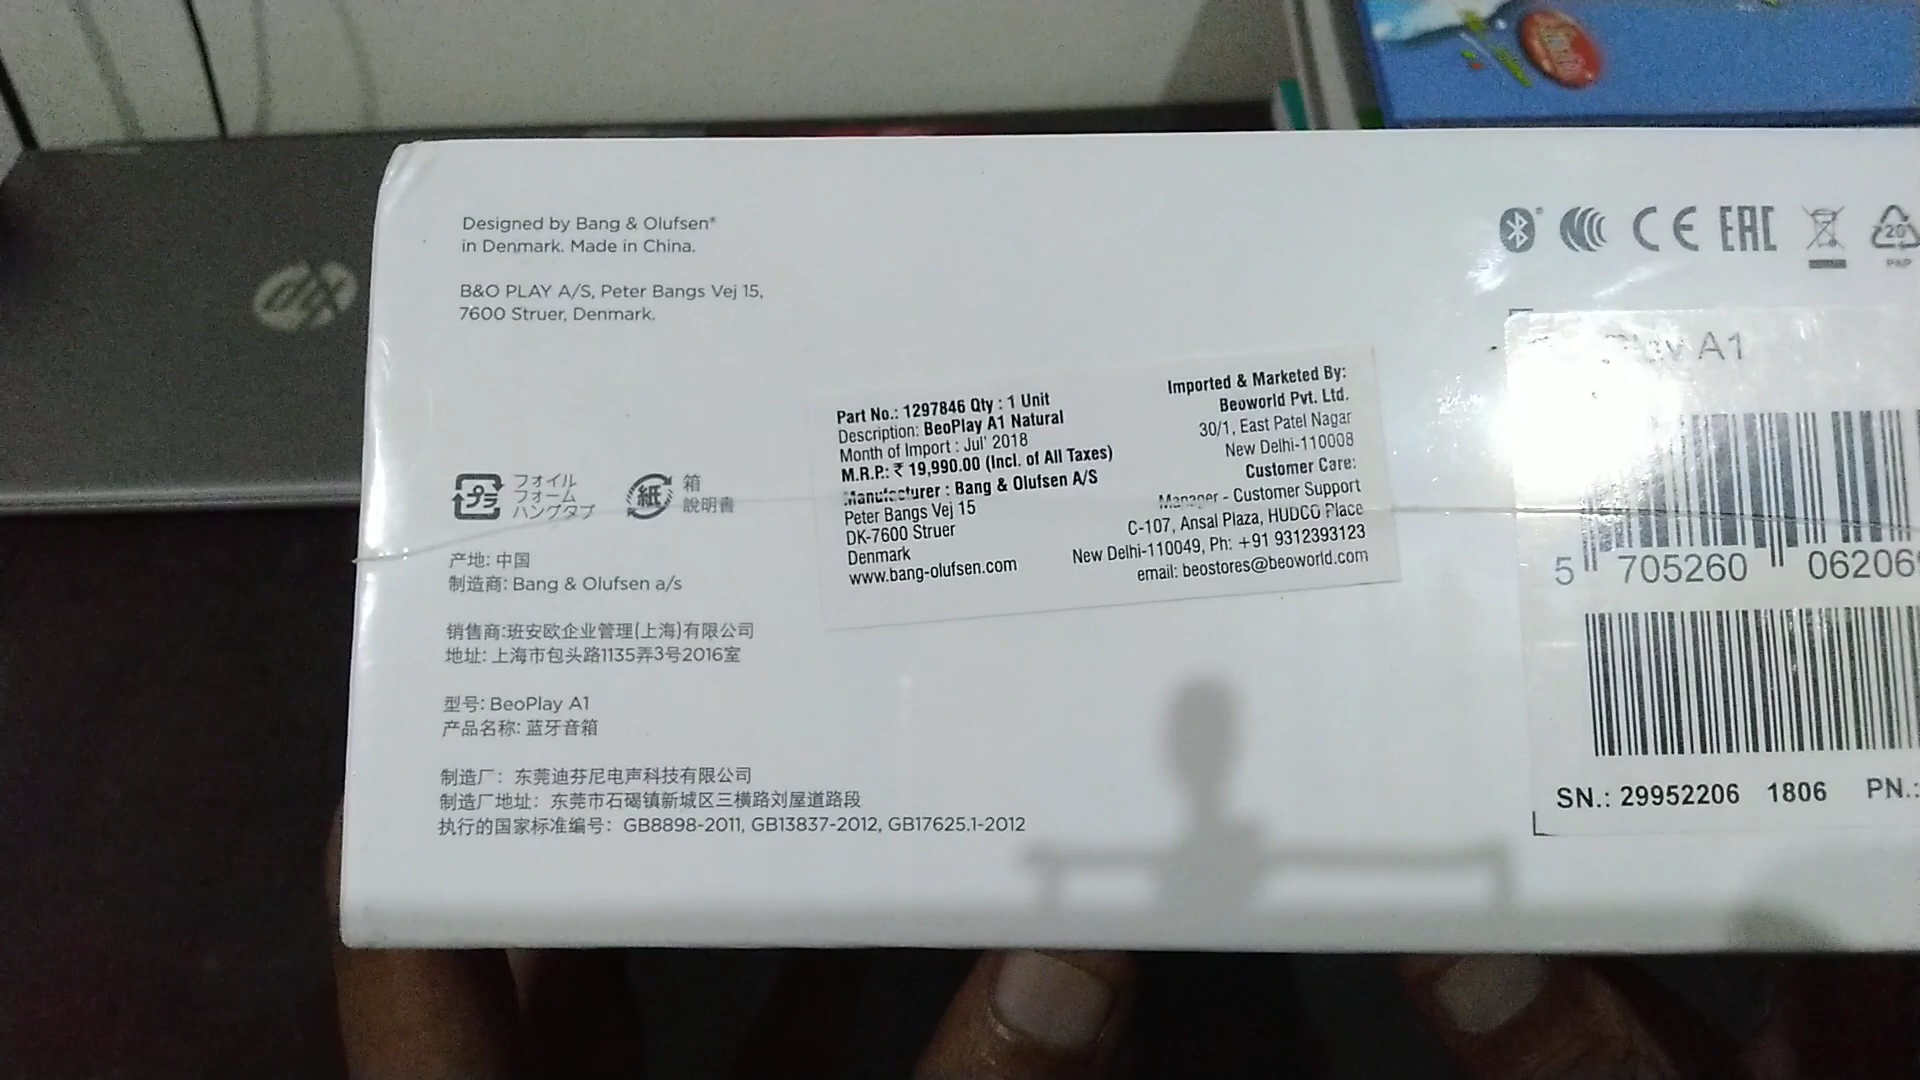 hp
Designed by Bang & Olufsen®
in Denmark. Made in China.
B&O PLAY A/S, Peter Bangs Vej 15,
7600 Struer, Denmark.
プラ
フォイル
フォーム
ハングタブ
紙
箱
說明書
产地: 中国
制造商: Bang & Olufsen a/s
销售商:班安欧企业管理(上海)有限公司
地址: 上海市包头路1135弄3号2016室
型号: BeoPlay A1
产品名称: 蓝牙音箱
制造厂: 东莞迪芬尼电声科技有限公司
制造厂地址: 东莞市石碣镇新城区三横路刘屋道路段
执行的国家标准编号: GB8898-2011, GB13837-2012, GB17625.1-2012
Part No.: 1297846 Qty : 1 Unit
Description: BeoPlay A1 Natural
Month of Import : Jul' 2018
M.R.P.: ₹ 19,990.00 (Incl. of All Taxes)
Manufacturer : Bang & Olufsen A/S
Peter Bangs Vej 15
DK-7600 Struer
Denmark
www.bang-olufsen.com
Imported & Marketed By:
Beoworld Pvt. Ltd.
30/1, East Patel Nagar
New Delhi-110008
Customer Care:
Manager - Customer Support
C-107, Ansal Plaza, HUDCO Place
New Delhi-110049, Ph: +91 9312393123
email: beostores@beoworld.com
CE EAC
20
PAP
Play A1
5 705260 06206
SN.: 29952206 1806 PN.: